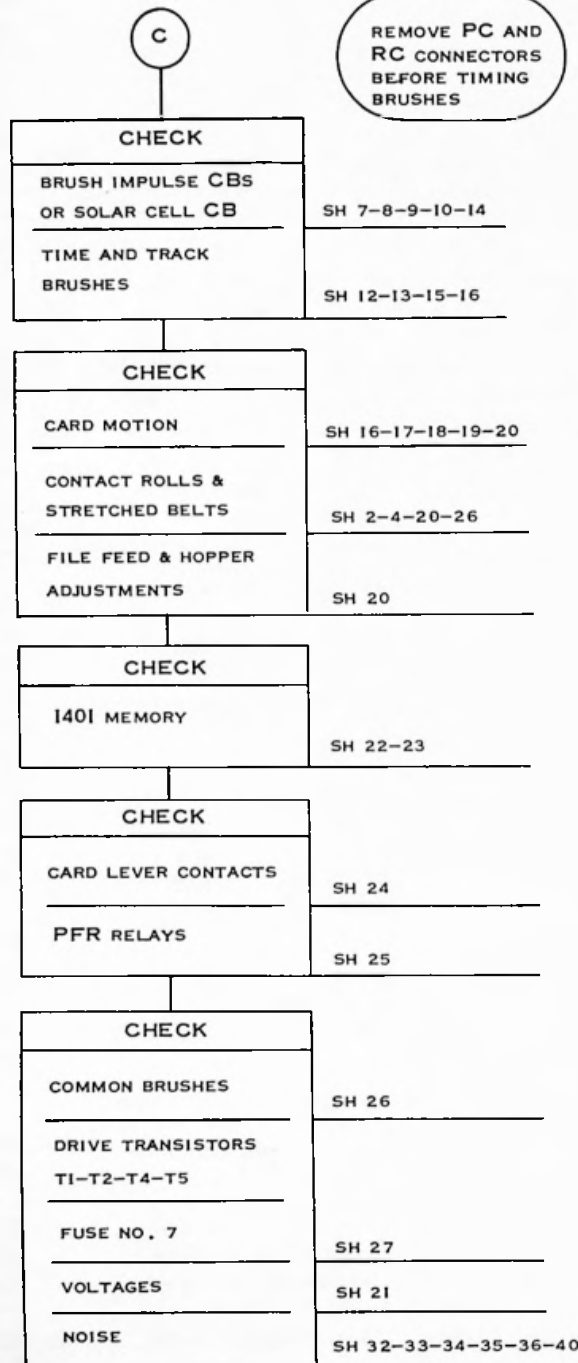 C
REMOVE PC AND
RC CONNECTORS
BEFORE TIMING
BRUSHES
CHECK
BRUSH IMPULSE CBS
OR SOLAR CELL CB
SH 7-8-9-10-14
TIME AND TRACK
BRUSHES
SH 12-13-15-16
CHECK
CARD MOTION
SH 16-17-18-19-20
CONTACT ROLLS &
STRETCHED BELTS
SH 2-4-20-26
FILE FEED & HOPPER
ADJUSTMENTS
SH 20
CHECK
1401 MEMORY
SH 22-23
CHECK
CARD LEVER CONTACTS
SH 24
PFR RELAYS
SH 25
CHECK
COMMON BRUSHES
SH 26
DRIVE TRANSISTORS
T1-T2-T4-T5
FUSE NO. 7
SH 27
VOLTAGES
SH 21
NOISE
SH 32-33-34-35-36-40